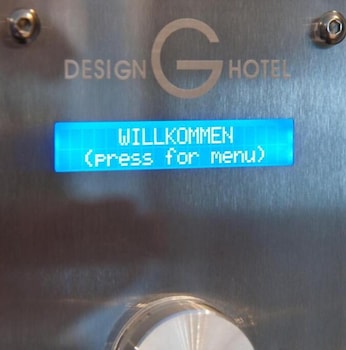 DESIGN G HOTEL
WILLKOMMEN
(press for menu)